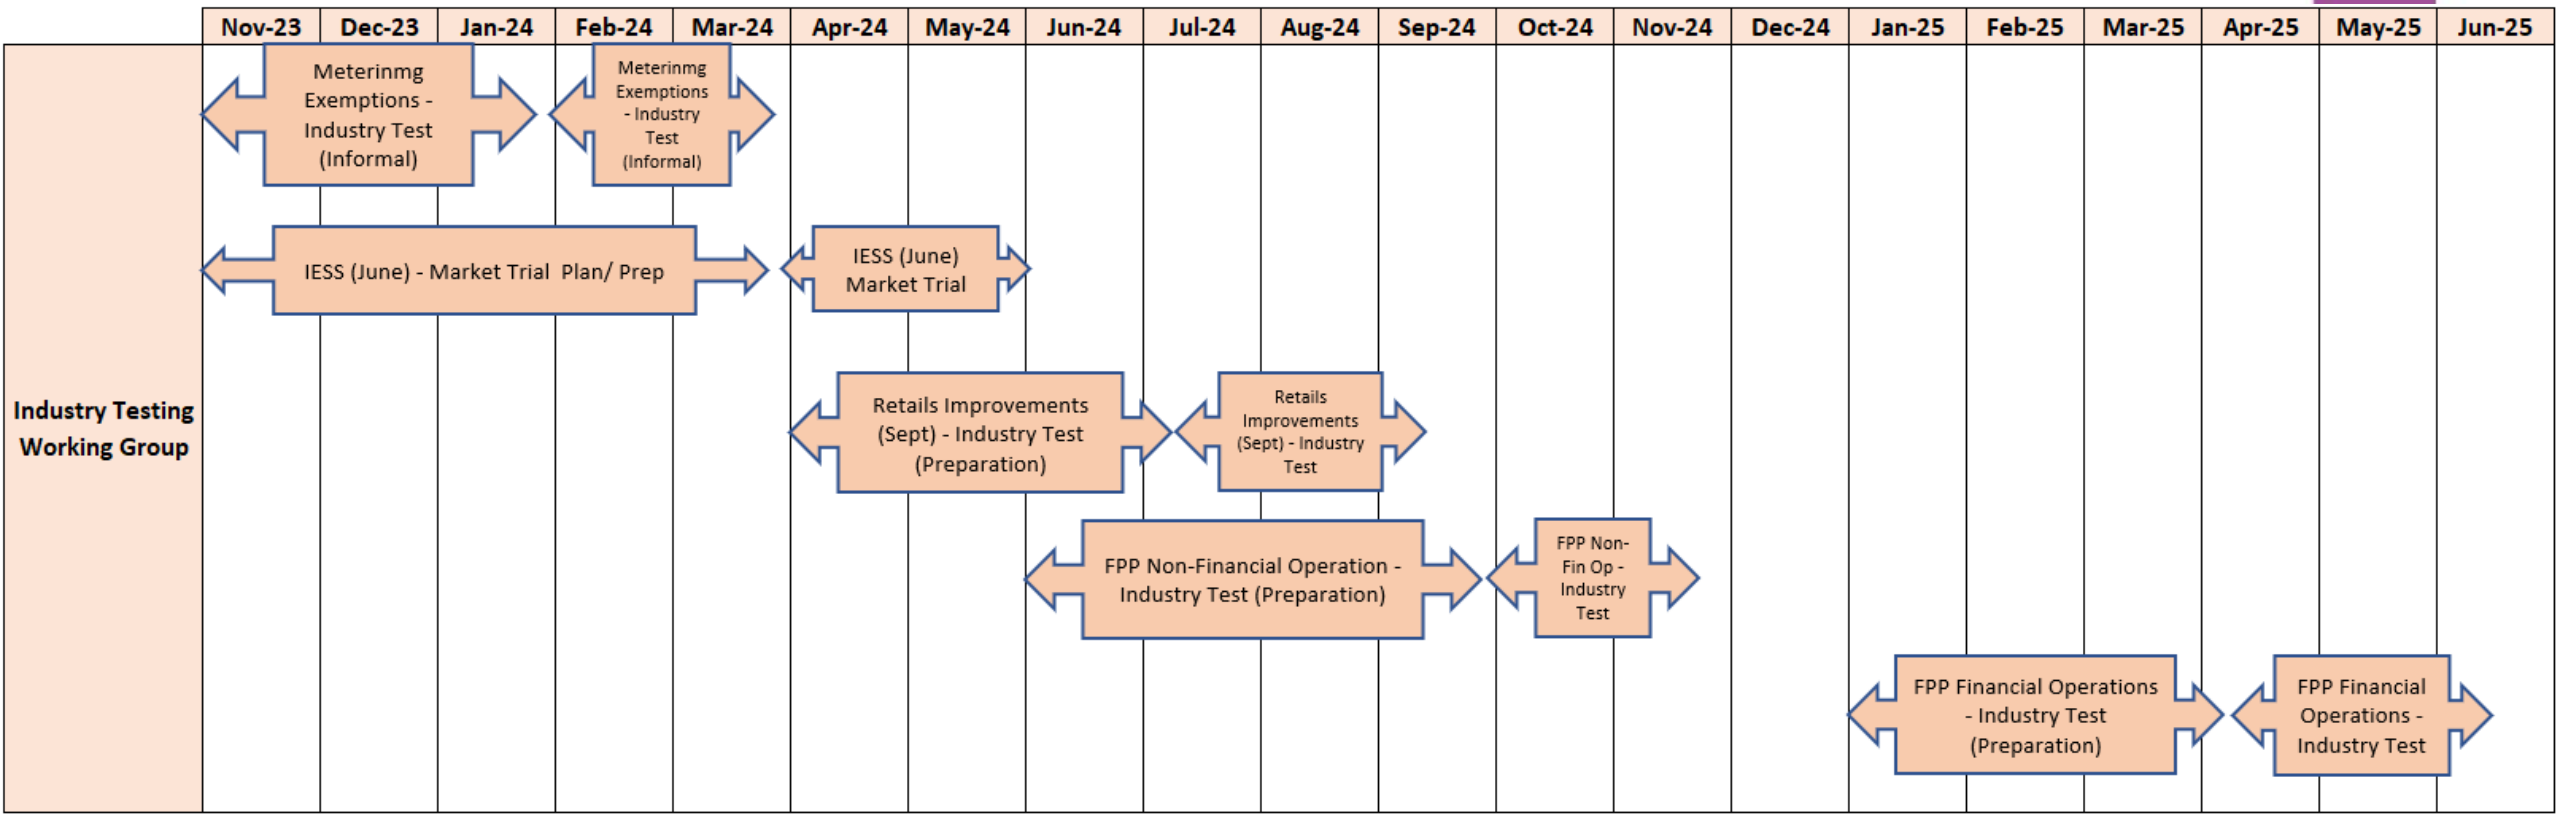 Nov-23 Dec-23 Jan-24 Feb-24 Mar-24 Apr-24 May-24 Jun-24 Jul-24 Aug-24 Sep-24 Oct-24 Nov-24 Dec-24 Jan-25 Feb-25 Mar-25 Apr-25 May-25 Jun-25
Industry Testing
Working Group
Meterinmg
Exemptions -
Industry Test
(Informal)
Meterinmg
Exemptions
- Industry
Test
(Informal)
IESS (June) - Market Trial Plan/ Prep
IESS (June)
Market Trial
Retails Improvements
(Sept) - Industry Test
(Preparation)
Retails
Improvements
(Sept) - Industry
Test
FPP Non-Financial Operation -
Industry Test (Preparation)
FPP Non-
Fin Op -
Industry
Test
FPP Financial Operations
- Industry Test
(Preparation)
FPP Financial
Operations -
Industry Test